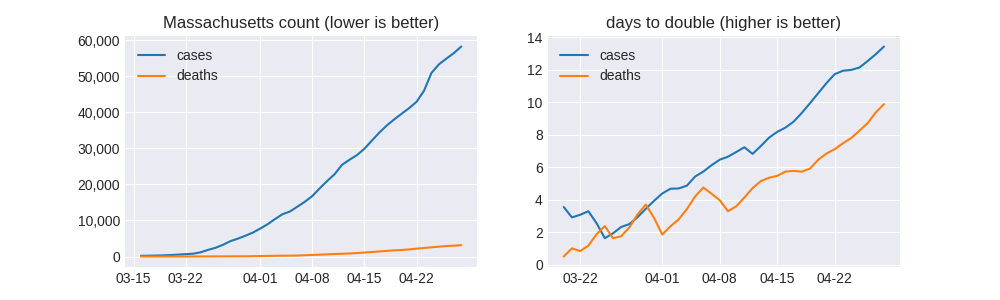 Massachusetts count (lower is better)
60,000
50,000
40,000
30,000
20,000
10,000
0
cases
deaths
03-15 03-22 04-01 04-08 04-15 04-22
days to double (higher is better)
14
12
10
8
6
4
2
0
cases
deaths
03-22 04-01 04-08 04-15 04-22